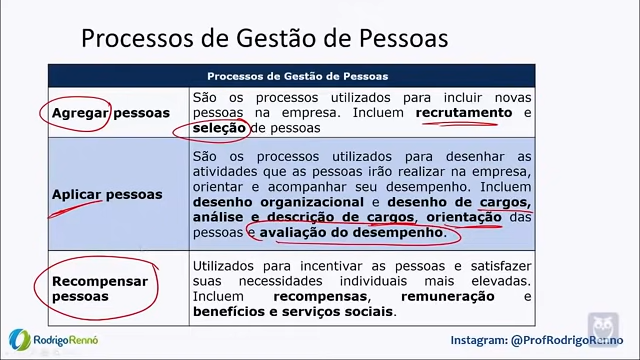 Processos de Gestão de Pessoas
Processos de Gestão de Pessoas
Agregar pessoas
São os processos utilizados para incluir novas
pessoas na empresa. Incluem recrutamento e
seleção de pessoas
Aplicar pessoas
São os processos utilizados para desenhar as
atividades que as pessoas irão realizar na empresa,
orientar e acompanhar seu desempenho. Incluem
desenho organizacional e desenho de cargos,
análise e descrição de cargos, orientação das
pessoas e avaliação do desempenho.
Recompensar
pessoas
Utilizados para incentivar as pessoas e satisfazer
suas necessidades individuais mais elevadas.
Incluem recompensas, remuneração e
benefícios e serviços sociais.
RodrigoRennó
Instagram: @ProfRodrigoRenno